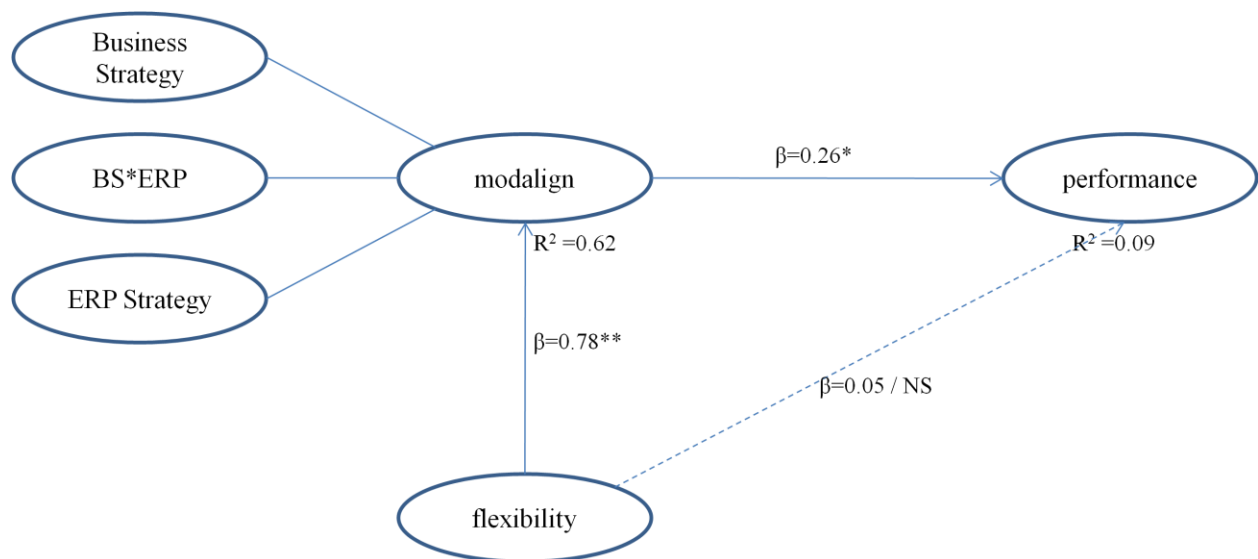 Business
Strategy
BS*ERP
ERP Strategy
modalign
R² =0.62
β=0.26*
performance
R² =0.09
β=0.78**
β=0.05 / NS
flexibility